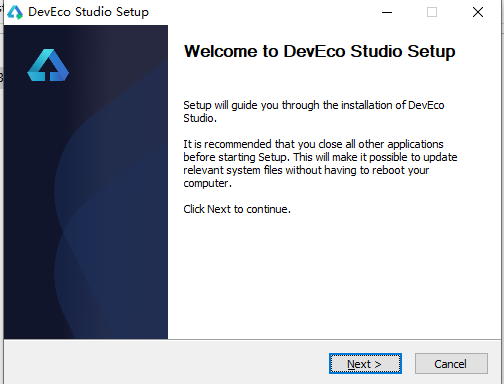 DevEco Studio Setup
Welcome to DevEco Studio Setup
Setup will guide you through the installation of DevEco
Studio.
It is recommended that you close all other applications
before starting Setup. This will make it possible to update
relevant system files without having to reboot your
computer.
Click Next to continue.
Next >
Cancel